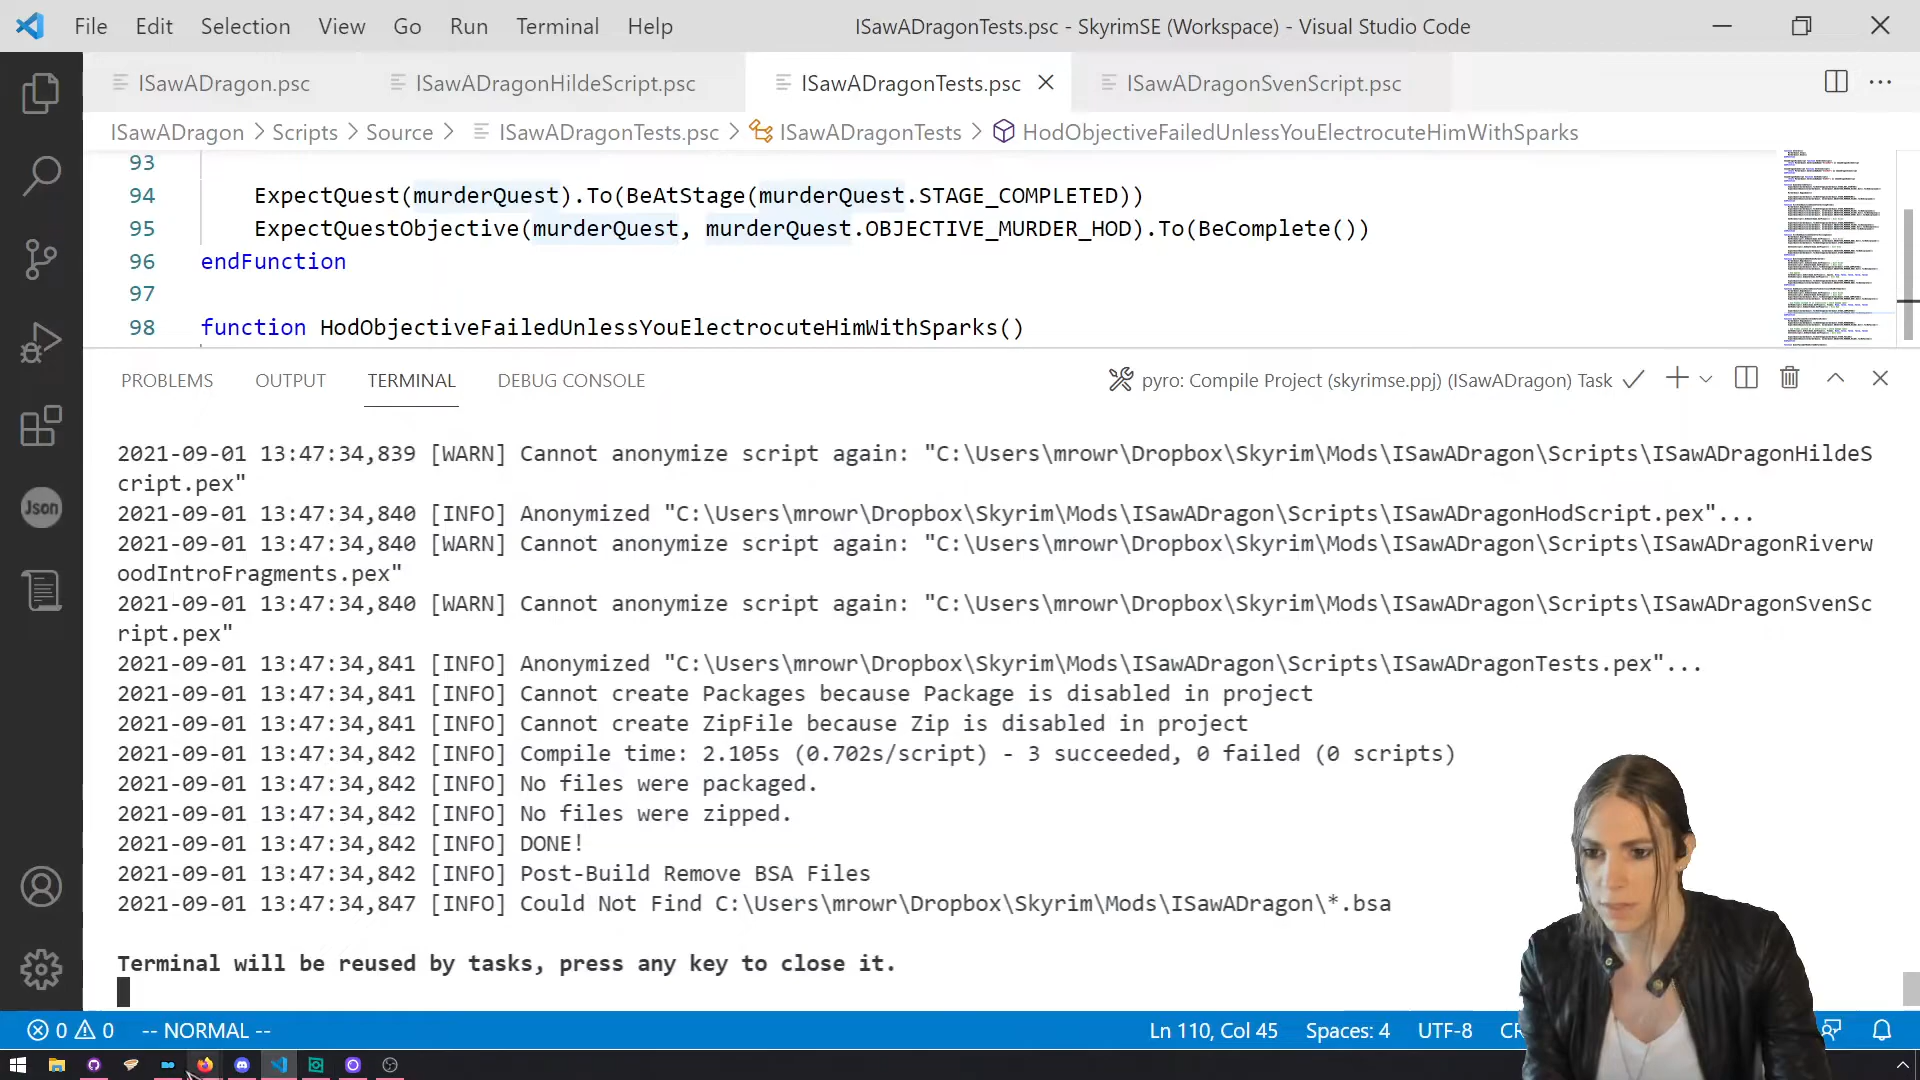 File Edit Selection View Go Run Terminal Help ISawADragonTests.psc - SkyrimSE (Workspace) - Visual Studio Code
ISawADragon.psc ISawADragonHildeScript.psc ISawADragonTests.psc ISawADragonSvenScript.psc
ISawADragon > Scripts > Source > ISawADragonTests.psc > ISawADragonTests > HodObjectiveFailedUnlessYouElectrocuteHimWithSparks
93
94 ExpectQuest(murderQuest).To(BeAtStage(murderQuest.STAGE_COMPLETED))
95 ExpectQuestObjective(murderQuest, murderQuest.OBJECTIVE_MURDER_HOD).To(BeComplete())
96 endFunction
97
98 function HodObjectiveFailedUnlessYouElectrocuteHimWithSparks()
PROBLEMS OUTPUT TERMINAL DEBUG CONSOLE pyro: Compile Project (skyrimse.ppj) (ISawADragon) Task
2021-09-01 13:47:34,839 [WARN] Cannot anonymize script again: "C:\Users\mrowr\Dropbox\Skyrim\Mods\ISawADragon\Scripts\ISawADragonHildeS
cript.pex"
2021-09-01 13:47:34,840 [INFO] Anonymized "C:\Users\mrowr\Dropbox\Skyrim\Mods\ISawADragon\Scripts\ISawADragonHodScript.pex"...
2021-09-01 13:47:34,840 [WARN] Cannot anonymize script again: "C:\Users\mrowr\Dropbox\Skyrim\Mods\ISawADragon\Scripts\ISawADragonRiverw
oodIntroFragments.pex"
2021-09-01 13:47:34,840 [WARN] Cannot anonymize script again: "C:\Users\mrowr\Dropbox\Skyrim\Mods\ISawADragon\Scripts\ISawADragonSvenSc
ript.pex"
2021-09-01 13:47:34,841 [INFO] Anonymized "C:\Users\mrowr\Dropbox\Skyrim\Mods\ISawADragon\Scripts\ISawADragonTests.pex"...
2021-09-01 13:47:34,841 [INFO] Cannot create Packages because Package is disabled in project
2021-09-01 13:47:34,841 [INFO] Cannot create ZipFile because Zip is disabled in project
2021-09-01 13:47:34,842 [INFO] Compile time: 2.105s (0.702s/script) - 3 succeeded, 0 failed (0 scripts)
2021-09-01 13:47:34,842 [INFO] No files were packaged.
2021-09-01 13:47:34,842 [INFO] No files were zipped.
2021-09-01 13:47:34,842 [INFO] DONE!
2021-09-01 13:47:34,842 [INFO] Post-Build Remove BSA Files
2021-09-01 13:47:34,847 [INFO] Could Not Find C:\Users\mrowr\Dropbox\Skyrim\Mods\ISawADragon\*.bsa
Terminal will be reused by tasks, press any key to close it.
Json
0 0 -- NORMAL -- Ln 110, Col 45 Spaces: 4 UTF-8